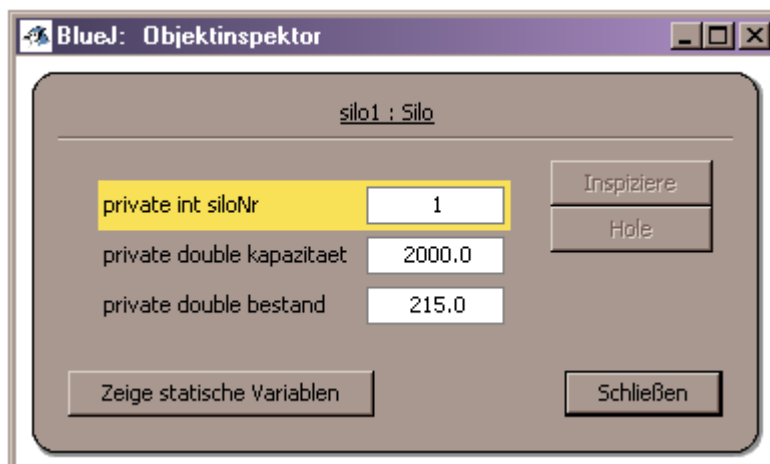 BlueJ: Objektinspektor
silo1 : Silo
private int siloNr 1
private double kapazitaet 2000.0
private double bestand 215.0
Inspiziere
Hole
Zeige statische Variablen
Schließen